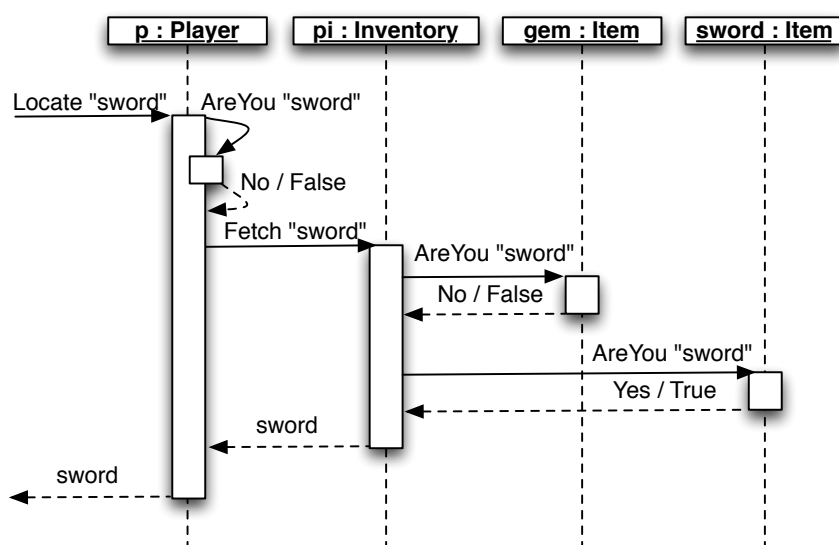 p : Player
pi : Inventory
gem : Item
sword : Item
Locate "sword"
AreYou "sword"
No / False
Fetch "sword"
AreYou "sword"
No / False
AreYou "sword"
Yes / True
sword
sword